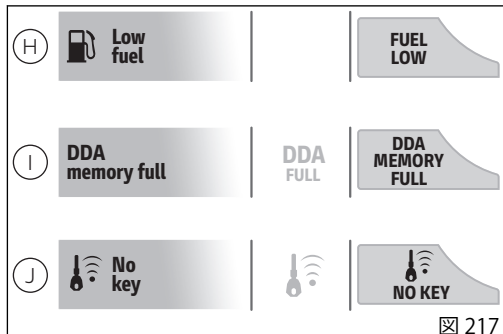 H
Low
fuel
FUEL
LOW
I
DDA
memory full
DDA
FULL
DDA
MEMORY
FULL
J
No
key
NO KEY
図 217